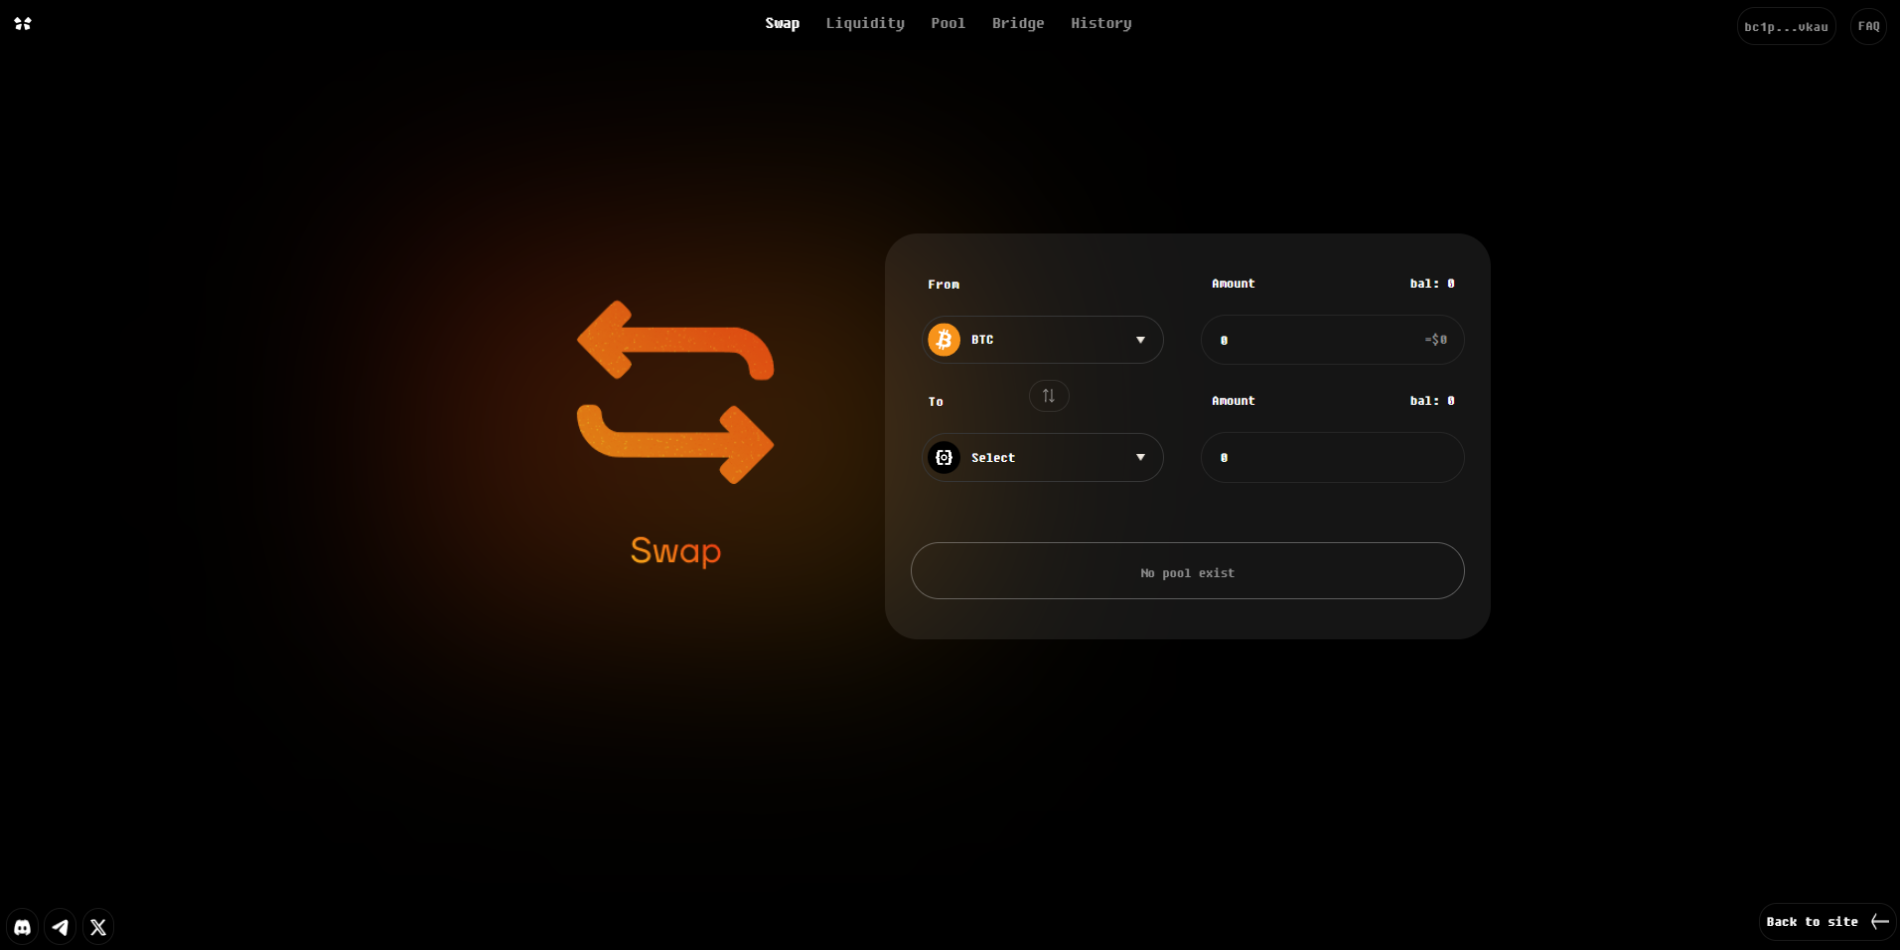 Swap Liquidity Pool Bridge History
bc1p...vkau FAQ
From Amount bal: 0
BTC 0 =$0
To Amount bal: 0
Select 0
Swap
No pool exist
Back to site